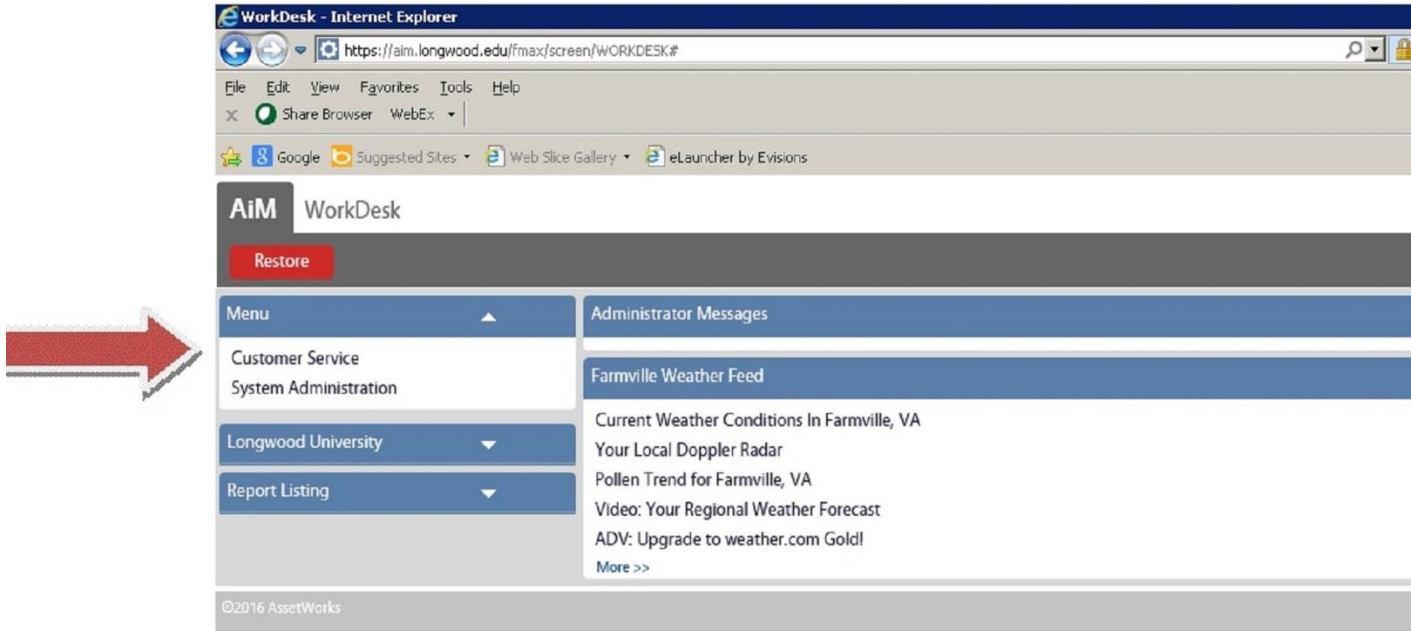 WorkDesk - Internet Explorer
https://aim.longwood.edu/fmax/screen/WORKDESK#
File Edit View Favorites Tools Help
x Share Browser WebEx
Google Suggested Sites Web Slice Gallery eLauncher by Evisions
AiM WorkDesk
Restore
Menu
Customer Service
System Administration
Longwood University
Report Listing
Administrator Messages
Farmville Weather Feed
Current Weather Conditions In Farmville, VA
Your Local Doppler Radar
Pollen Trend for Farmville, VA
Video: Your Regional Weather Forecast
ADV: Upgrade to weather.com Gold!
More >>
©2016 AssetWorks